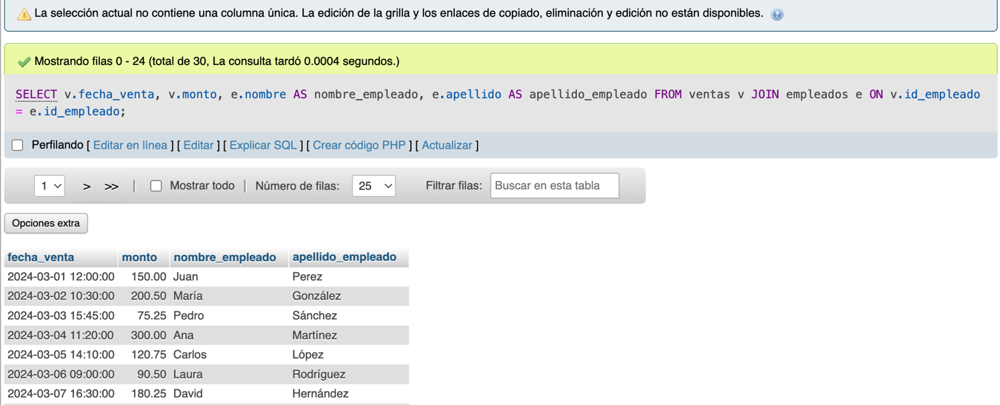 La selección actual no contiene una columna única. La edición de la grilla y los enlaces de copiado, eliminación y edición no están disponibles.
Mostrando filas 0 - 24 (total de 30, La consulta tardó 0.0004 segundos.)
SELECT v.fecha_venta, v.monto, e.nombre AS nombre_empleado, e.apellido AS apellido_empleado FROM ventas v JOIN empleados e ON v.id_empleado
= e.id_empleado;
Perfilando [ Editar en línea ] [ Editar ] [ Explicar SQL ] [ Crear código PHP ] [ Actualizar ]
1 > >> | Mostrar todo | Número de filas: 25 Filtrar filas: Buscar en esta tabla
Opciones extra
fecha_venta monto nombre_empleado apellido_empleado
2024-03-01 12:00:00 150.00 Juan Perez
2024-03-02 10:30:00 200.50 María González
2024-03-03 15:45:00 75.25 Pedro Sánchez
2024-03-04 11:20:00 300.00 Ana Martínez
2024-03-05 14:10:00 120.75 Carlos López
2024-03-06 09:00:00 90.50 Laura Rodríguez
2024-03-07 16:30:00 180.25 David Hernández